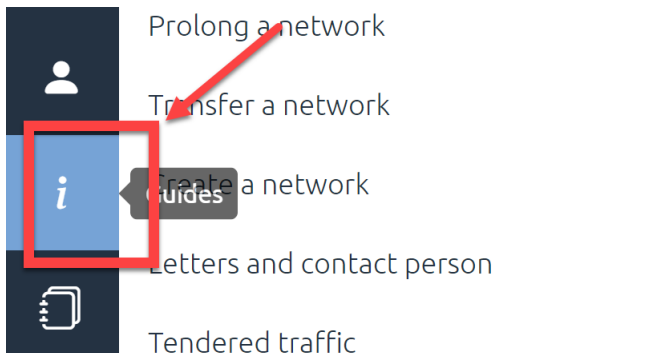 Prolong a network
Transfer a network
i
Guides
Create a network
Letters and contact person
Tendered traffic